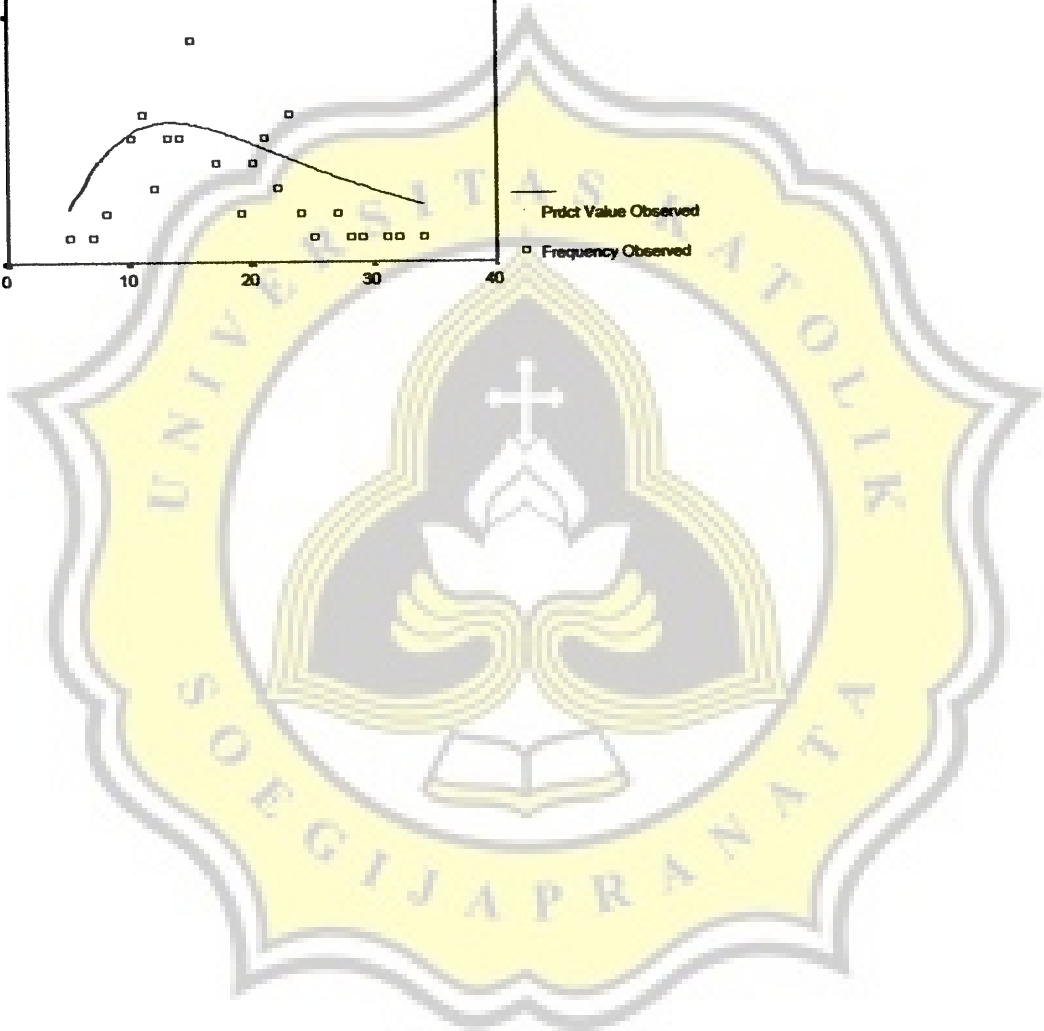 Prdct Value Observed
Frequency Observed
0 10 20 30 40
UNIVERSITAS KATOLIK
SOEGIJAPRANATA